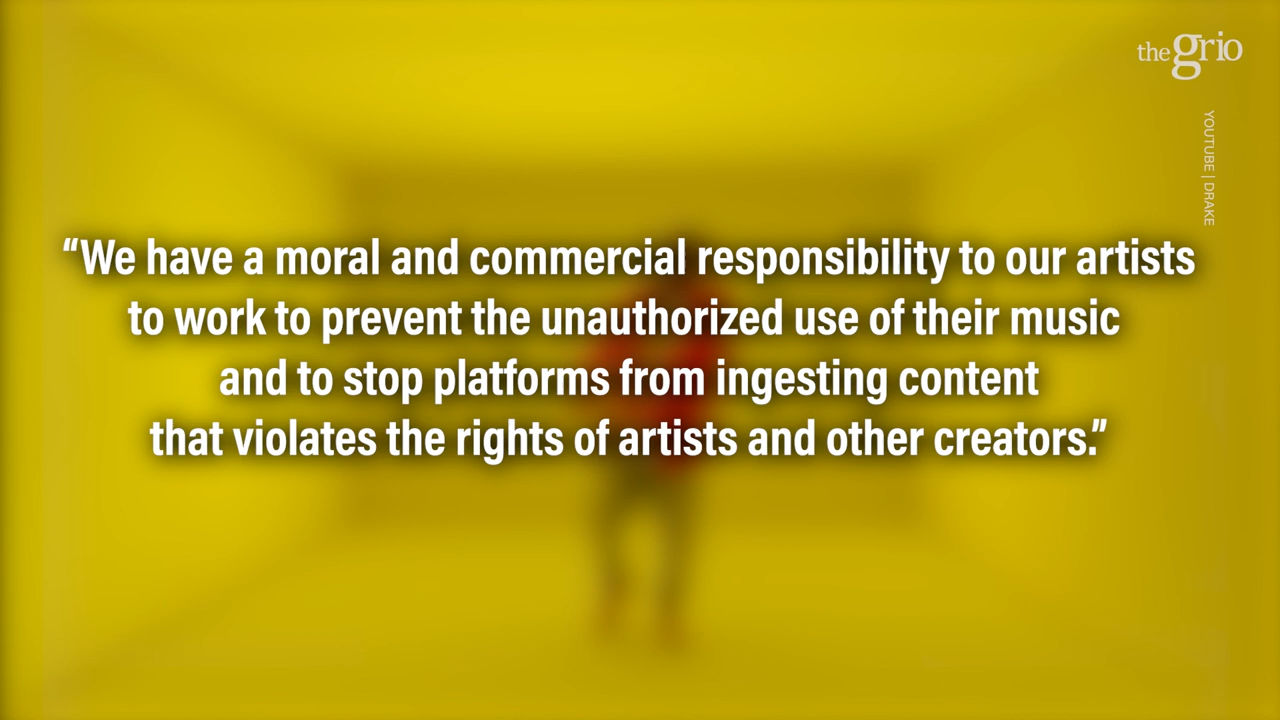 thegrio
YOUTUBE | DRAKE
“We have a moral and commercial responsibility to our artists
to work to prevent the unauthorized use of their music
and to stop platforms from ingesting content
that violates the rights of artists and other creators.”